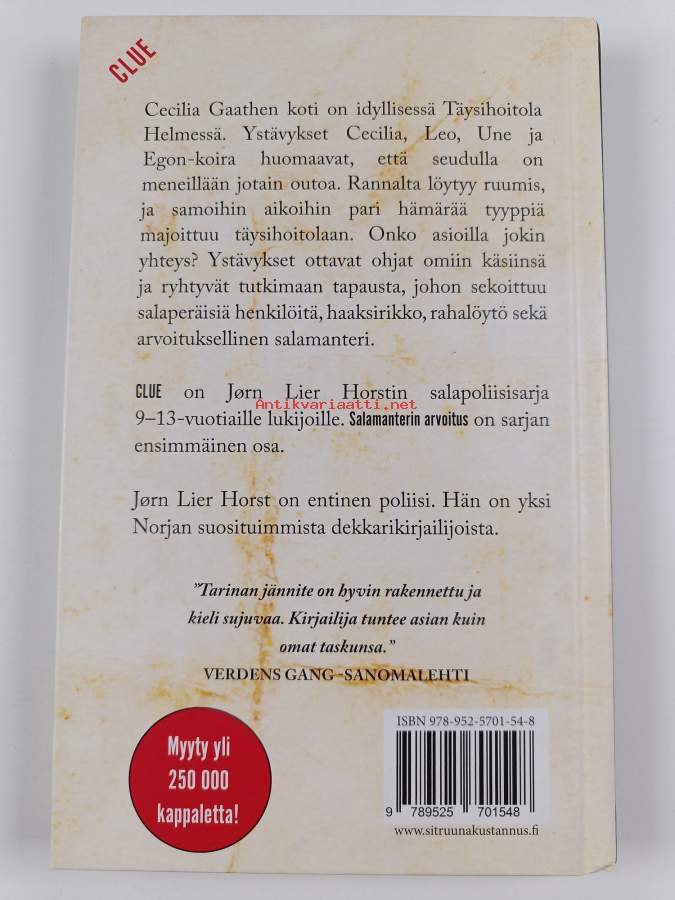 CLUE
Cecilia Gaathen koti on idyllisessä Täysihoitola
Helmessä. Ystävykset Cecilia, Leo, Une ja
Egon-koira huomaavat, että seudulla on
meneillään jotain outoa. Rannalta löytyy ruumis,
ja samoihin aikoihin pari hämärää tyyppiä
majoittuu täysihoitolaan. Onko asioilla jokin
yhteys? Ystävykset ottavat ohjat omiin käsiinsä
ja ryhtyvät tutkimaan tapausta, johon sekoittuu
salaperäisiä henkilöitä, haaksirikko, rahalöytö sekä
arvoituksellinen salamanteri.
CLUE on Jørn Lier Horstin salapoliisisarja
Antikvariaatti.net
9–13-vuotiaille lukijoille. Salamanterin arvoitus on sarjan
ensimmäinen osa.
Jørn Lier Horst on entinen poliisi. Hän on yksi
Norjan suosituimmista dekkarikirjailijoista.
”Tarinan jännite on hyvin rakennettu ja
kieli sujuvaa. Kirjailija tuntee asian kuin
omat taskunsa.”
VERDENS GANG -SANOMALEHTI
Myyty yli
250 000
kappaletta!
ISBN 978-952-5701-54-8
9 789525 701548
www.sitruunakustannus.fi